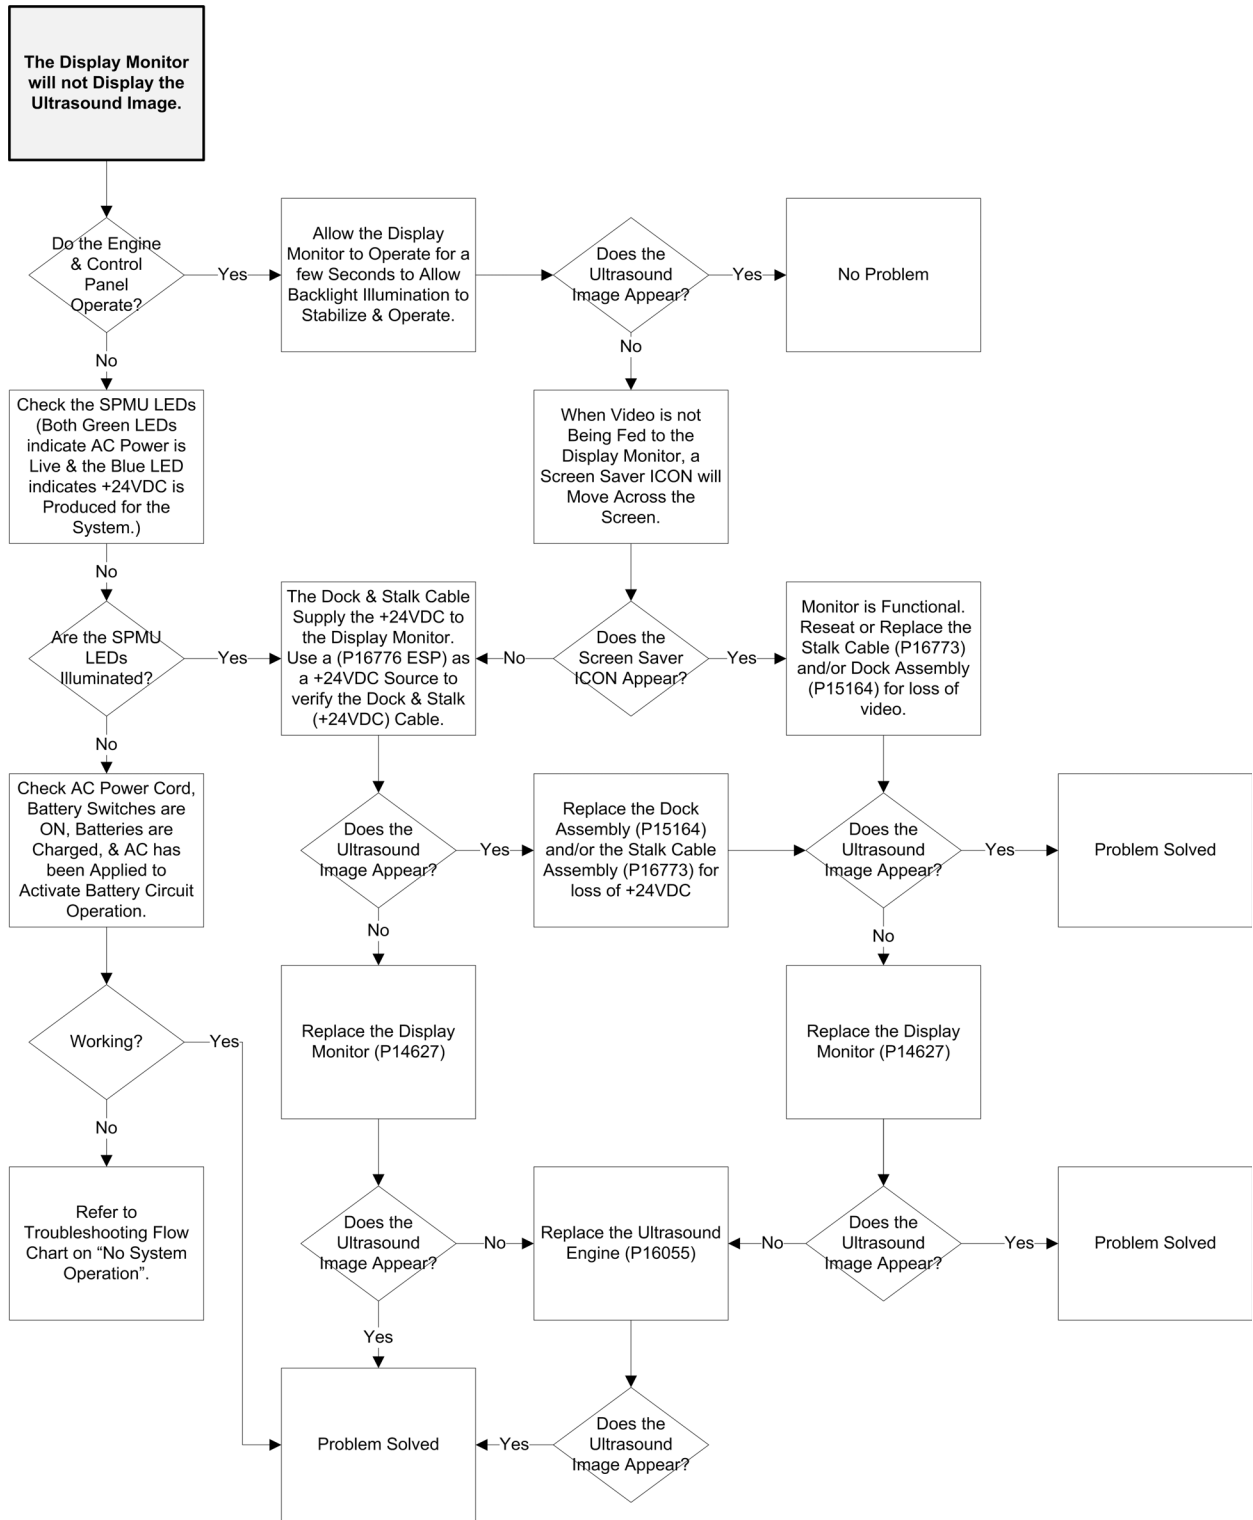 The Display Monitor
will not Display the
Ultrasound Image.
Do the Engine
& Control
Panel
Operate?
Yes
Allow the Display
Monitor to Operate for a
few Seconds to Allow
Backlight Illumination to
Stabilize & Operate.
Does the
Ultrasound
Image Appear?
Yes
No Problem
No
No
Check the SPMU LEDs
(Both Green LEDs
indicate AC Power is
Live & the Blue LED
indicates +24VDC is
Produced for the
System.)
When Video is not
Being Fed to the
Display Monitor, a
Screen Saver ICON will
Move Across the
Screen.
No
Are the SPMU
LEDs
Illuminated?
Yes
The Dock & Stalk Cable
Supply the +24VDC to
the Display Monitor.
Use a (P16776 ESP) as
a +24VDC Source to
verify the Dock & Stalk
(+24VDC) Cable.
No
Does the
Screen Saver
ICON Appear?
Yes
Monitor is Functional.
Reseat or Replace the
Stalk Cable (P16773)
and/or Dock Assembly
(P15164) for loss of
video.
No
Check AC Power Cord,
Battery Switches are
ON, Batteries are
Charged, & AC has
been Applied to
Activate Battery Circuit
Operation.
Does the
Ultrasound
Image Appear?
Yes
Replace the Dock
Assembly (P15164)
and/or the Stalk Cable
Assembly (P16773) for
loss of +24VDC
Does the
Ultrasound
Image Appear?
Yes
Problem Solved
No
No
Working?
Yes
Replace the Display
Monitor (P14627)
Replace the Display
Monitor (P14627)
No
Refer to
Troubleshooting Flow
Chart on “No System
Operation”.
Does the
Ultrasound
Image Appear?
No
Replace the Ultrasound
Engine (P16055)
No
Does the
Ultrasound
Image Appear?
Yes
Problem Solved
Yes
Problem Solved
Yes
Does the
Ultrasound
Image Appear?